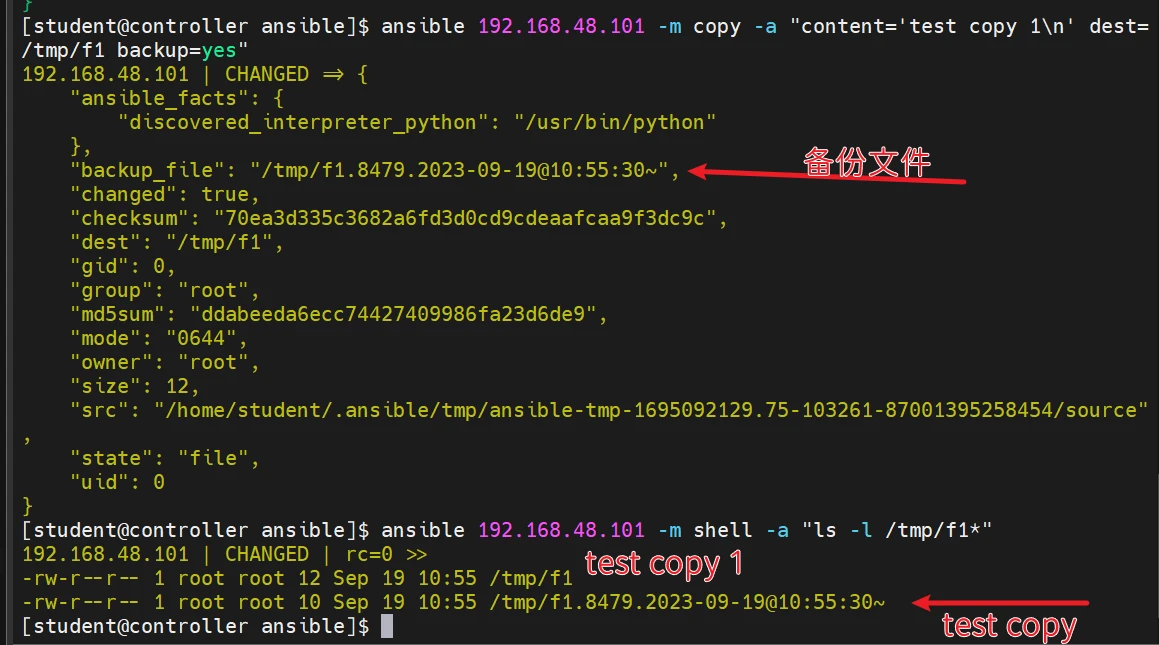 }
[student@controller ansible]$ ansible 192.168.48.101 -m copy -a "content='test copy 1\n' dest=
/tmp/f1 backup=yes"
192.168.48.101 | CHANGED => {
    "ansible_facts": {
        "discovered_interpreter_python": "/usr/bin/python"
    },
    "backup_file": "/tmp/f1.8479.2023-09-19@10:55:30~", 备份文件
    "changed": true,
    "checksum": "70ea3d335c3682a6fd3d0cd9cdeaafcaa9f3dc9c",
    "dest": "/tmp/f1",
    "gid": 0,
    "group": "root",
    "md5sum": "ddabeeda6ecc74427409986fa23d6de9",
    "mode": "0644",
    "owner": "root",
    "size": 12,
    "src": "/home/student/.ansible/tmp/ansible-tmp-1695092129.75-103261-87001395258454/source"
,
    "state": "file",
    "uid": 0
}
[student@controller ansible]$ ansible 192.168.48.101 -m shell -a "ls -l /tmp/f1*"
192.168.48.101 | CHANGED | rc=0 >>
-rw-r--r-- 1 root root 12 Sep 19 10:55 /tmp/f1 test copy 1
-rw-r--r-- 1 root root 10 Sep 19 10:55 /tmp/f1.8479.2023-09-19@10:55:30~
[student@controller ansible]$ test copy